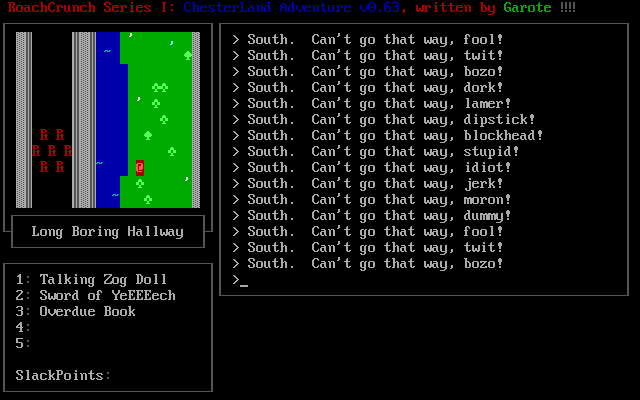 RoachCrunch Series 1: ChesterLand Adventure v0.63, written by Garote !!!!
R R
R R R
R R
@
Long Boring Hallway
1: Talking Zog Doll
2: Sword of YeEEEech
3: Overdue Book
4:
5:
SlackPoints:
> South.  Can't go that way, fool!
> South.  Can't go that way, twit!
> South.  Can't go that way, bozo!
> South.  Can't go that way, dork!
> South.  Can't go that way, lamer!
> South.  Can't go that way, dipstick!
> South.  Can't go that way, blockhead!
> South.  Can't go that way, stupid!
> South.  Can't go that way, idiot!
> South.  Can't go that way, jerk!
> South.  Can't go that way, moron!
> South.  Can't go that way, dummy!
> South.  Can't go that way, fool!
> South.  Can't go that way, twit!
> South.  Can't go that way, bozo!
>_